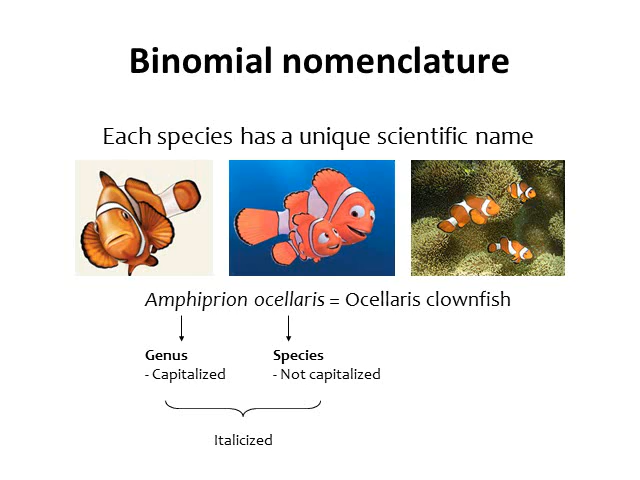 Binomial nomenclature
Each species has a unique scientific name
Amphiprion ocellaris = Ocellaris clownfish
Genus
- Capitalized
Species
- Not capitalized
Italicized